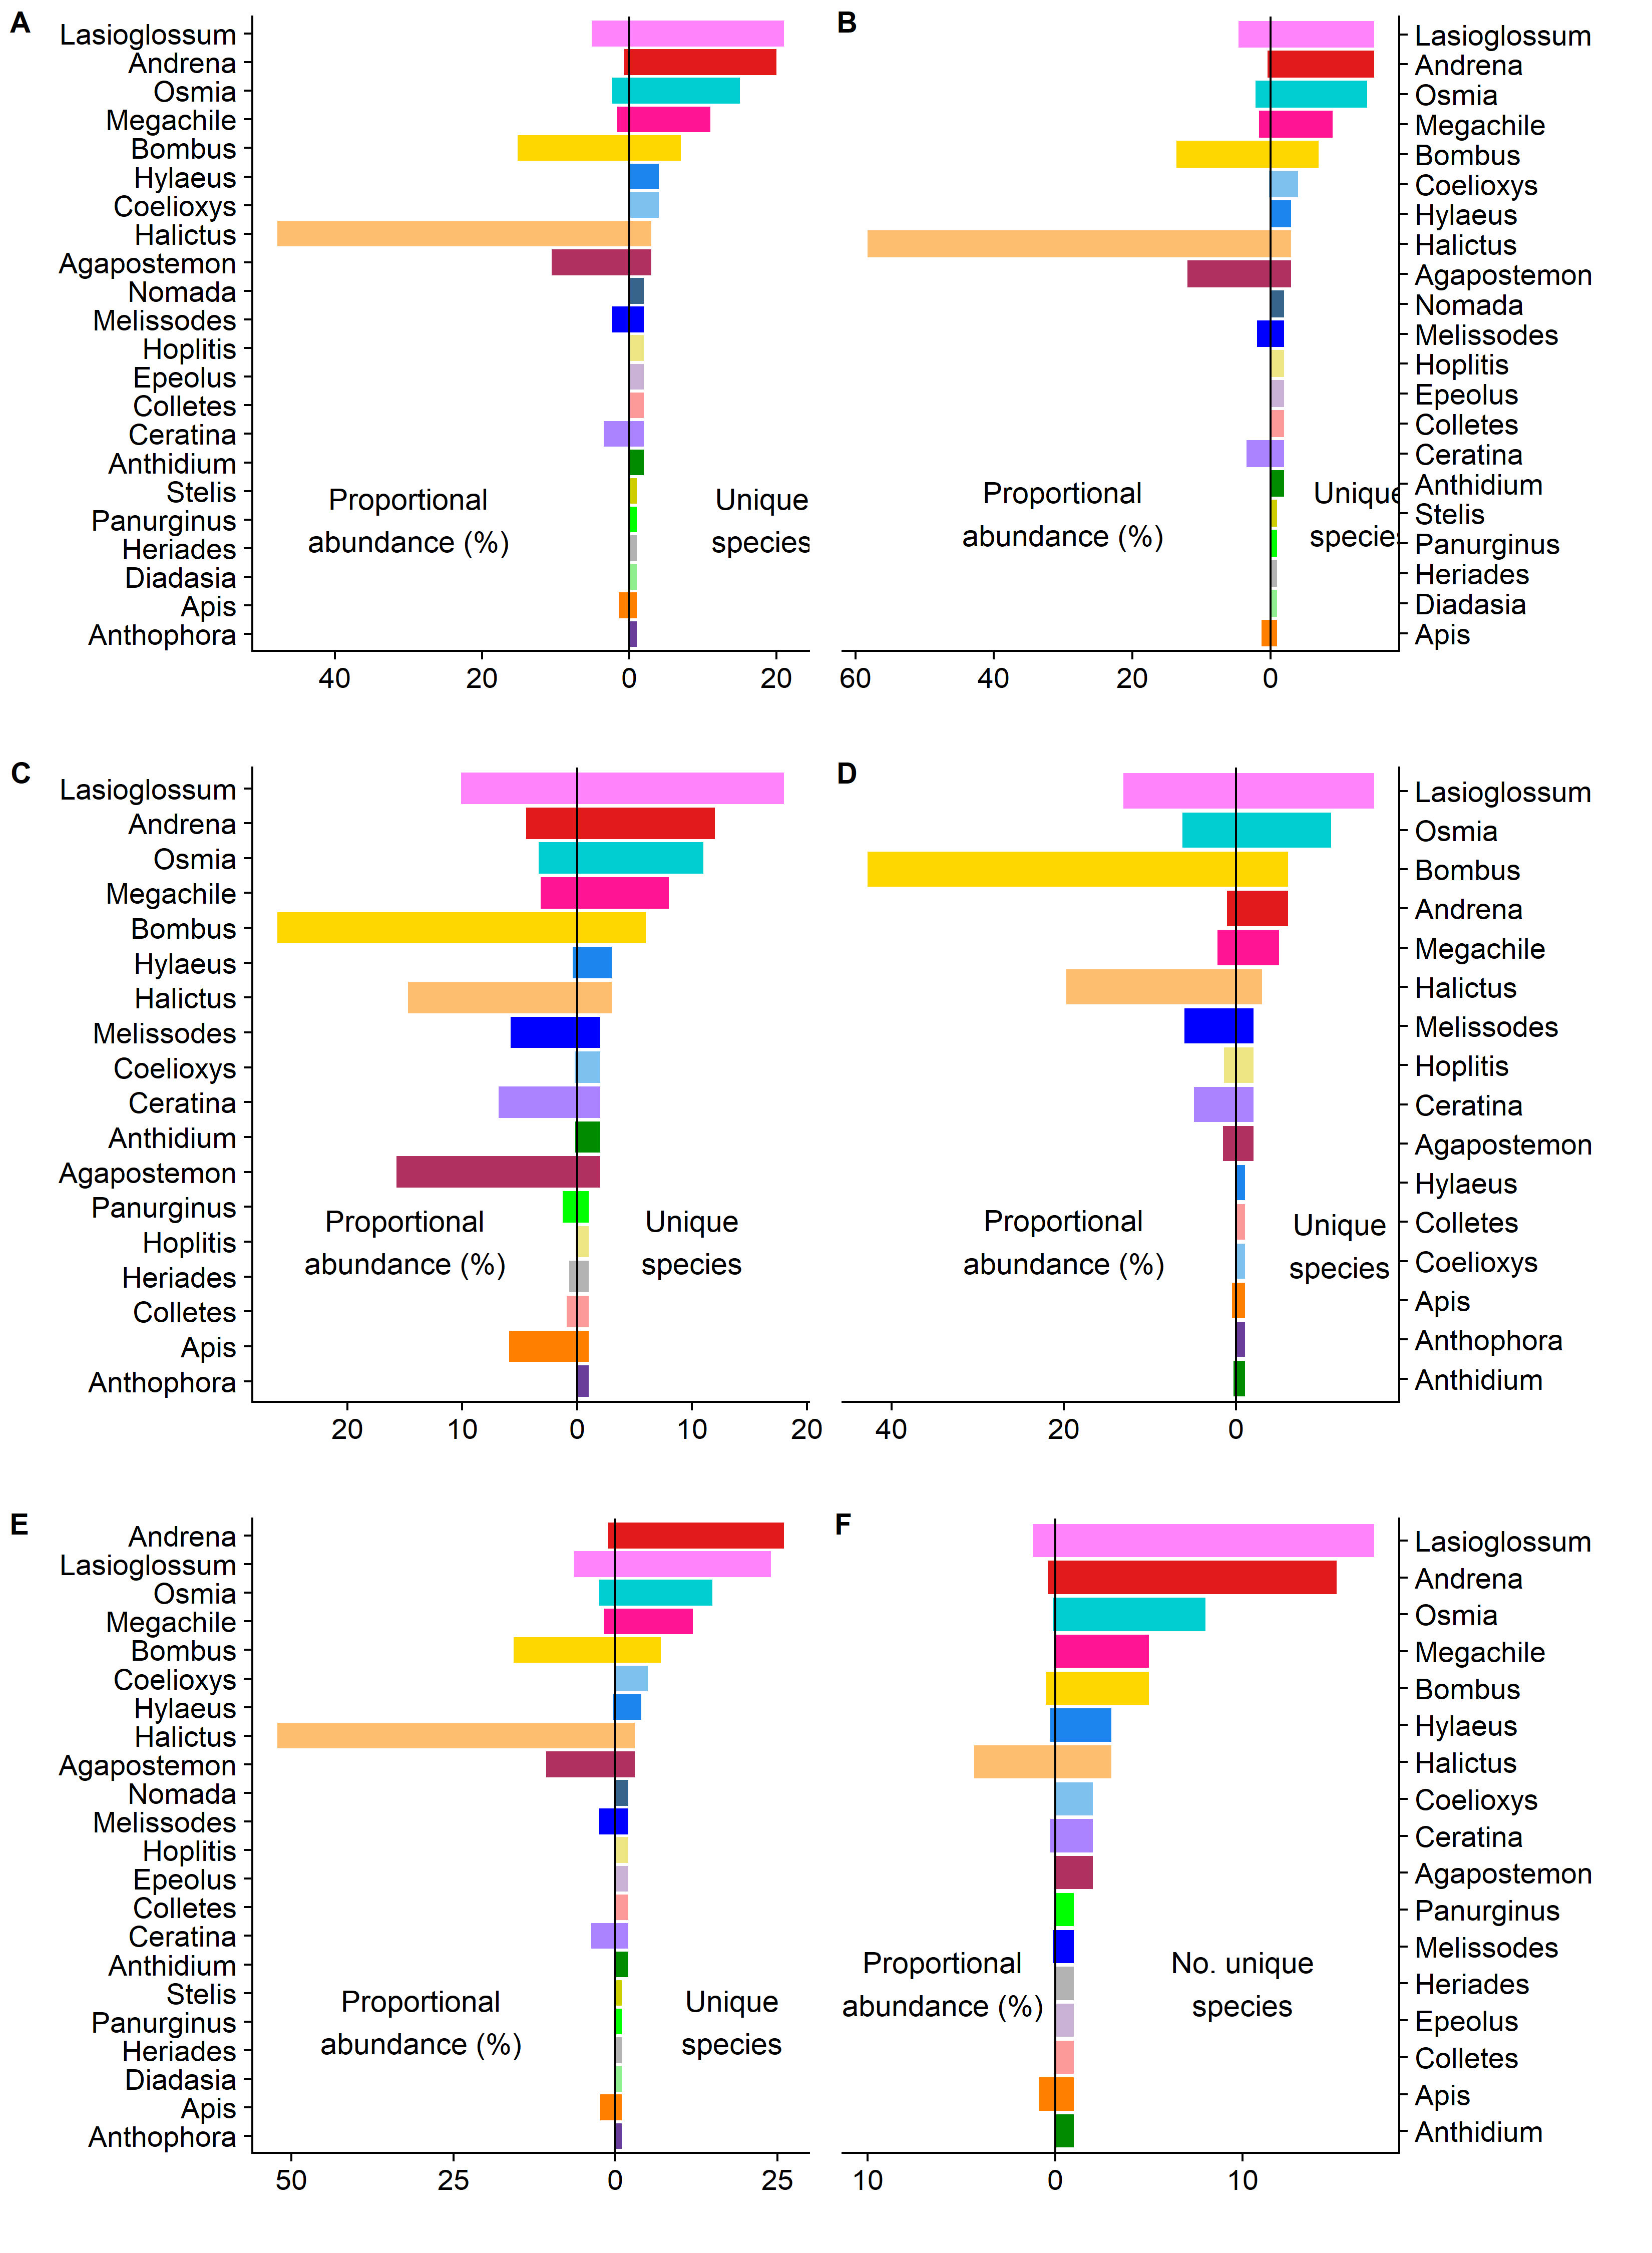 A
Lasioglossum
Andrena
Osmia
Megachile
Bombus
Hylaeus
Coelioxys
Halictus
Agapostemon
Nomada
Melissodes
Hoplitis
Epeolus
Colletes
Ceratina
Anthidium
Stelis
Panurginus
Heriades
Diadasia
Apis
Anthophora
Proportional
abundance (%)
Unique
species
40 20 0 20
B
Lasioglossum
Andrena
Osmia
Megachile
Bombus
Coelioxys
Hylaeus
Halictus
Agapostemon
Nomada
Melissodes
Hoplitis
Epeolus
Colletes
Ceratina
Anthidium
Stelis
Panurginus
Heriades
Diadasia
Apis
Proportional
abundance (%)
Unique
species
60 40 20 0
C
Lasioglossum
Andrena
Osmia
Megachile
Bombus
Hylaeus
Halictus
Melissodes
Coelioxys
Ceratina
Anthidium
Agapostemon
Panurginus
Hoplitis
Heriades
Colletes
Apis
Anthophora
Proportional
abundance (%)
Unique
species
20 10 0 10 20
D
Lasioglossum
Osmia
Bombus
Andrena
Megachile
Halictus
Melissodes
Hoplitis
Ceratina
Agapostemon
Hylaeus
Colletes
Coelioxys
Apis
Anthophora
Anthidium
Proportional
abundance (%)
Unique
species
40 20 0
E
Andrena
Lasioglossum
Osmia
Megachile
Bombus
Coelioxys
Hylaeus
Halictus
Agapostemon
Nomada
Melissodes
Hoplitis
Epeolus
Colletes
Ceratina
Anthidium
Stelis
Panurginus
Heriades
Diadasia
Apis
Anthophora
Proportional
abundance (%)
Unique
species
50 25 0 25
F
Lasioglossum
Andrena
Osmia
Megachile
Bombus
Hylaeus
Halictus
Coelioxys
Ceratina
Agapostemon
Panurginus
Melissodes
Heriades
Epeolus
Colletes
Apis
Anthidium
Proportional
abundance (%)
No. unique
species
10 0 10